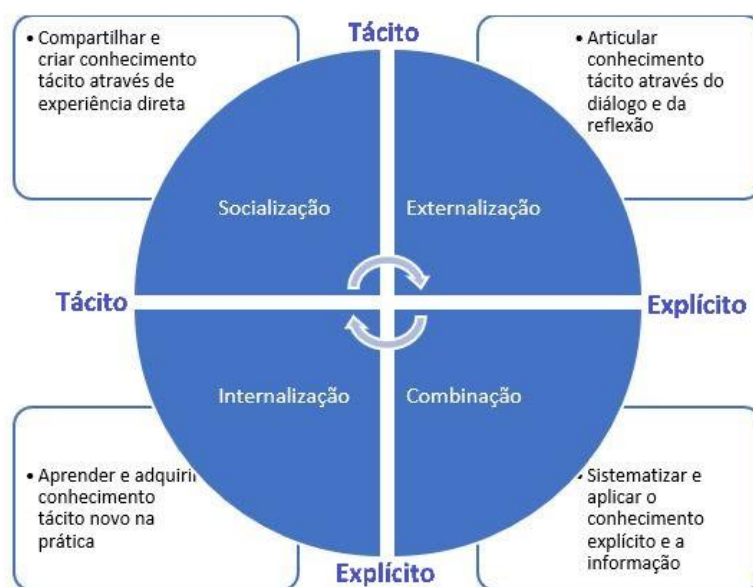 Tácito
• Compartilhar e
criar conhecimento
tácito através de
experiência direta
• Articular
conhecimento
tácito através do
diálogo e da
reflexão
Socialização
Externalização
Tácito
Explícito
Internalização
Combinação
• Aprender e adquirir
conhecimento
tácito novo na
prática
• Sistematizar e
aplicar o
conhecimento
explícito e a
informação
Explícito